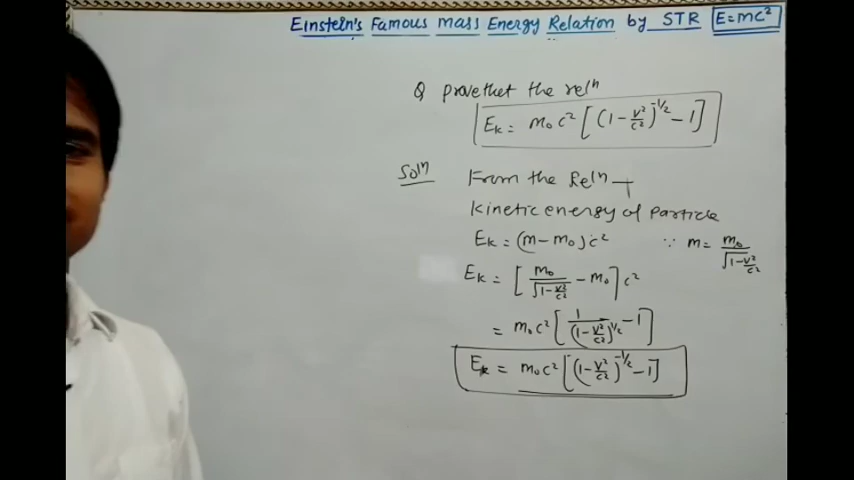 Einstein's Famous mass Energy Relation by STR E=mc²
Q provethet the relⁿ
Eₖ = m₀c² [(1-v²/c²)^-1/2 - 1]
Solⁿ From the Relⁿ
kinetic energy of particle
Eₖ = (m-m₀)c² ∵ m = m₀/√(1-v²/c²)
Eₖ = [m₀/√(1-v²/c²) - m₀] c²
= m₀c² [1/(1-v²/c²)^1/2 - 1]
Eₖ = m₀c² [(1-v²/c²)^-1/2 - 1]